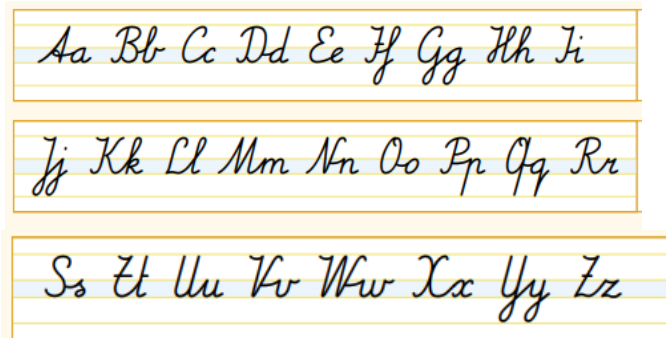 Aa Bb Cc Dd Ee Ff Gg Hh Ii
Jj Kk Ll Mm Nn Oo Pp Qq Rr
Ss Tt Uu Vv Ww Xx Yy Zz